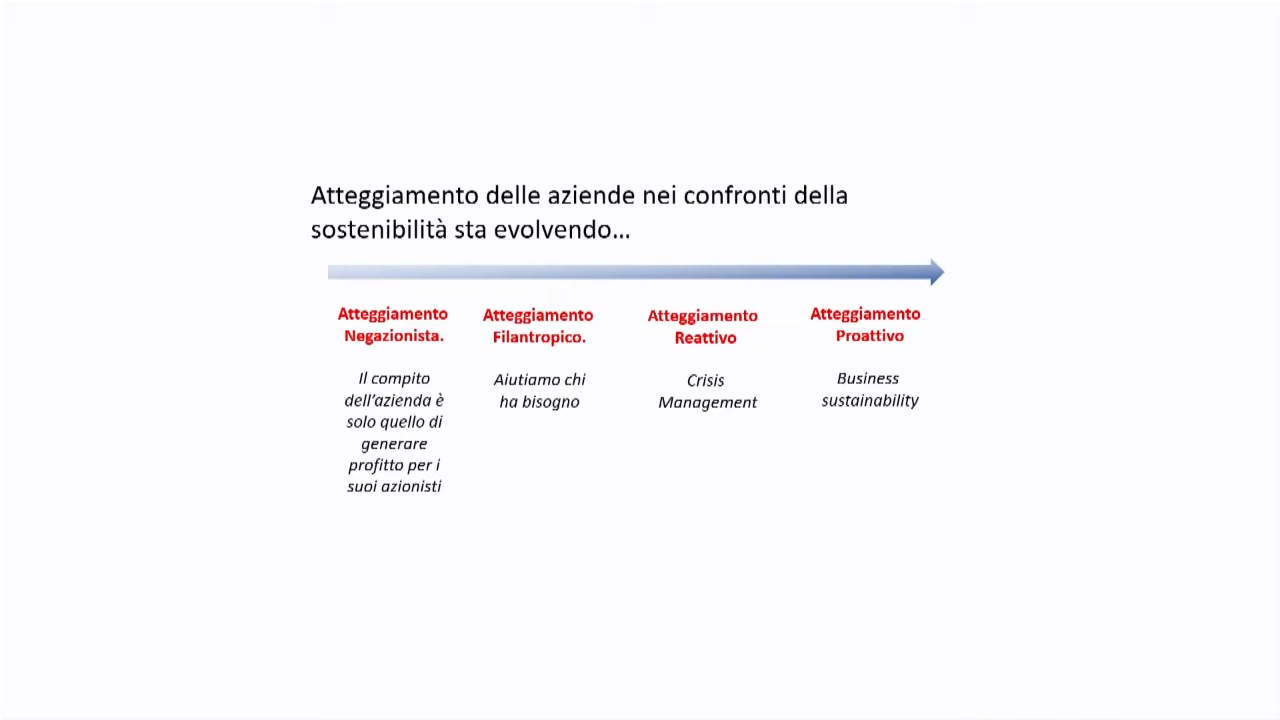 Atteggiamento delle aziende nei confronti della
sostenibilità sta evolvendo...
Atteggiamento
Negazionista.
Il compito
dell'azienda è
solo quello di
generare
profitto per i
suoi azionisti
Atteggiamento
Filantropico.
Aiutiamo chi
ha bisogno
Atteggiamento
Reattivo
Crisis
Management
Atteggiamento
Proattivo
Business
sustainability